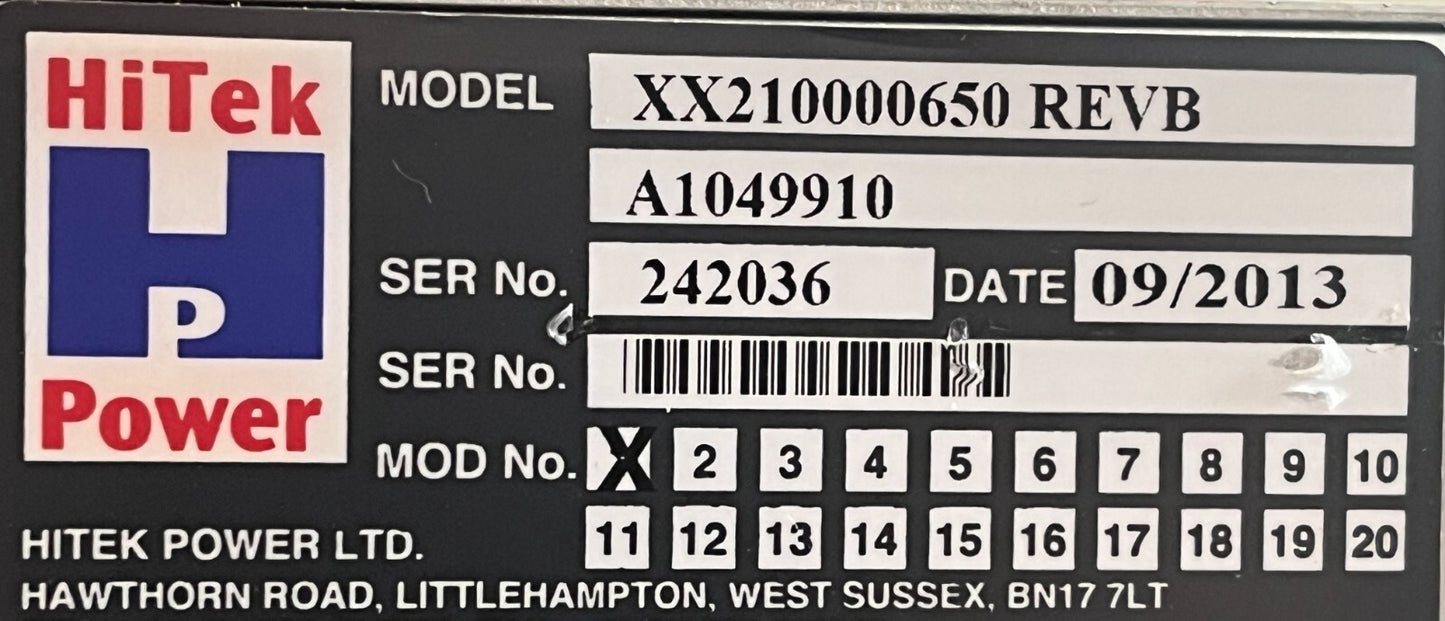 HiTek
HP
Power
MODEL XX210000650 REVB
A1049910
SER No. 242036 DATE 09/2013
SER No.
MOD No. X 2 3 4 5 6 7 8 9 10
11 12 13 14 15 16 17 18 19 20
HITEK POWER LTD.
HAWTHORN ROAD, LITTLEHAMPTON, WEST SUSSEX, BN17 7LT